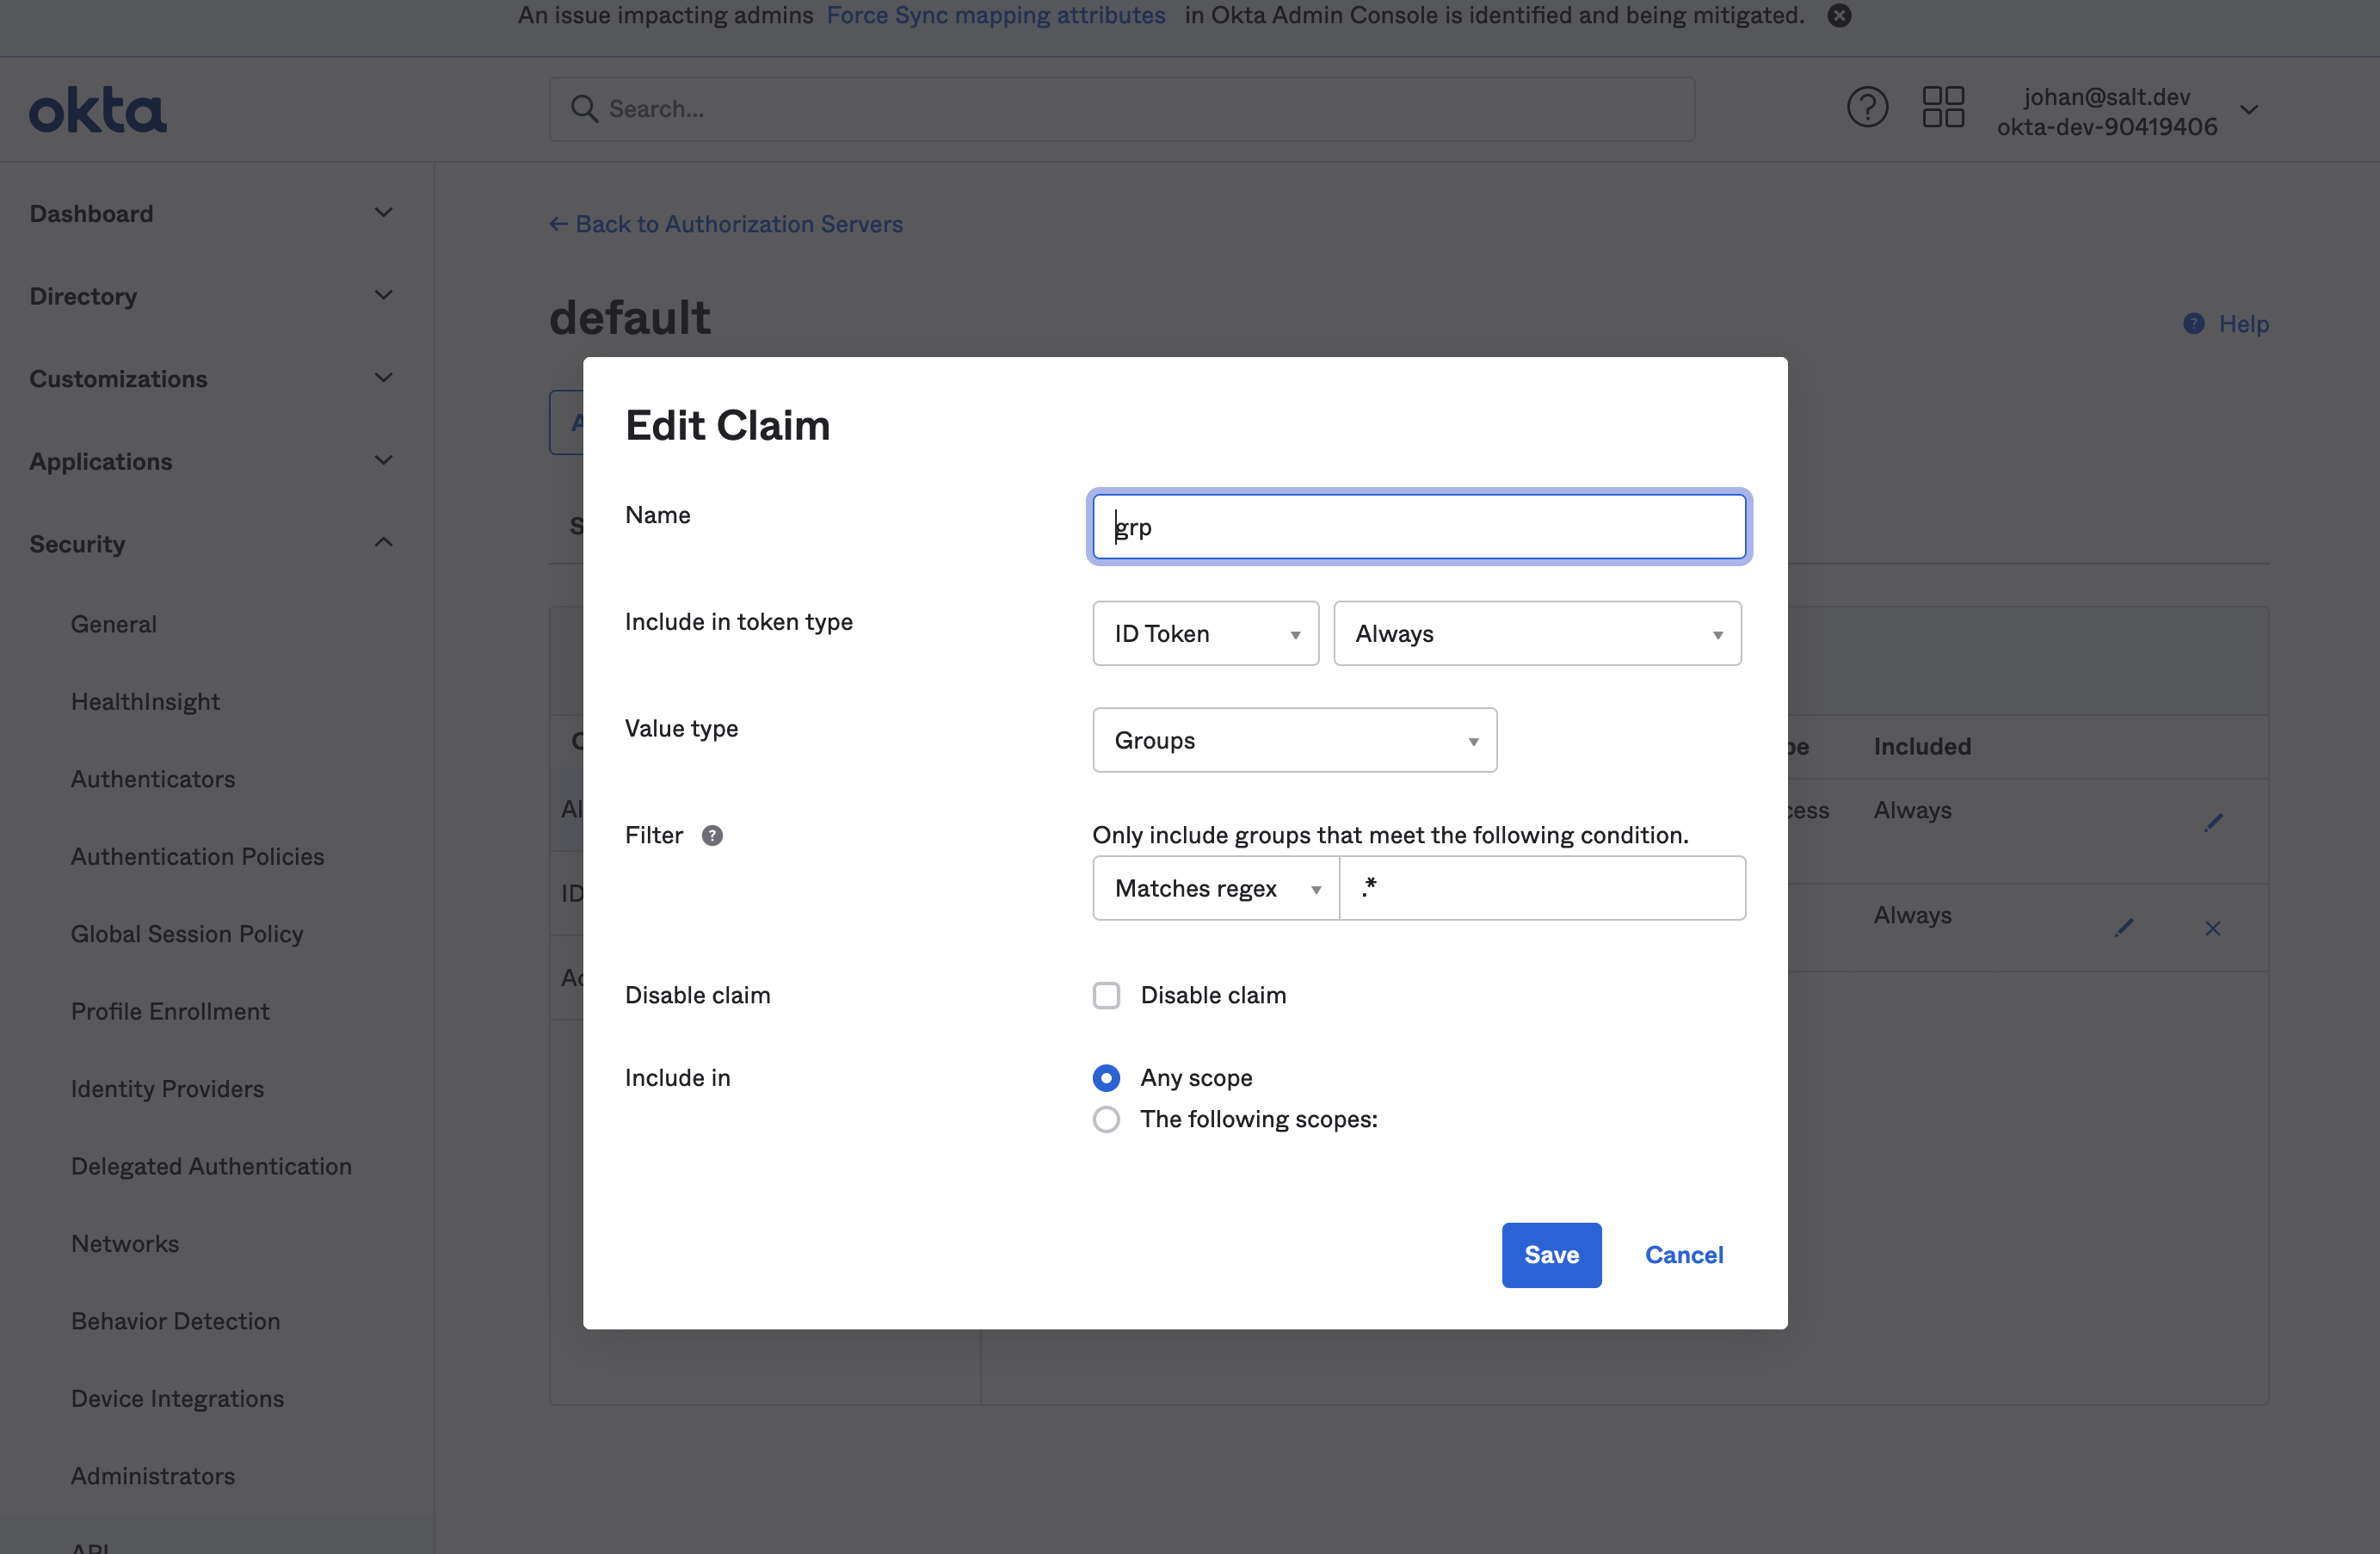 An issue impacting admins Force Sync mapping attributes in Okta Admin Console is identified and being mitigated.
okta
Search...
johan@salt.dev
okta-dev-90419406
Dashboard
Directory
Customizations
Applications
Security
General
HealthInsight
Authenticators
Authentication Policies
Global Session Policy
Profile Enrollment
Identity Providers
Delegated Authentication
Networks
Behavior Detection
Device Integrations
Administrators
API
← Back to Authorization Servers
default
Help
Edit Claim
Name
grp
Include in token type
ID Token
Always
Value type
Groups
Filter ?
Only include groups that meet the following condition.
Matches regex
.*
Disable claim
Disable claim
Include in
Any scope
The following scopes:
Save
Cancel
Included
Always
Always